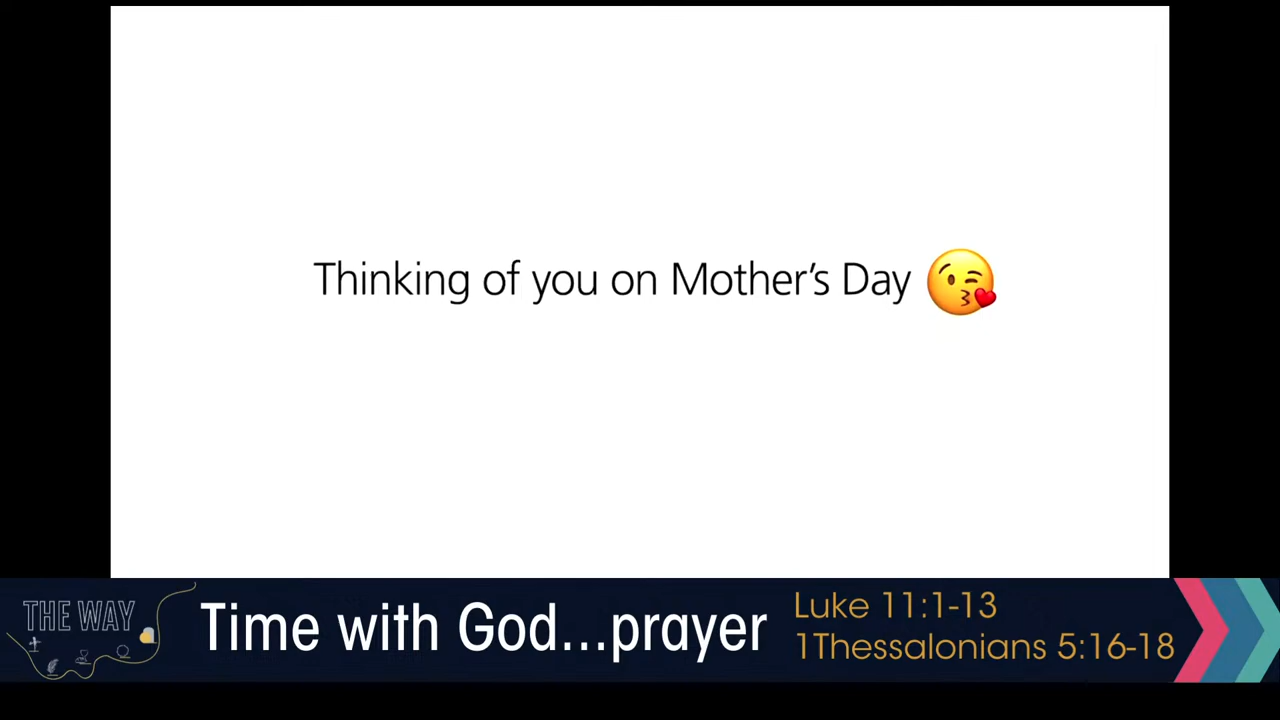 Thinking of you on Mother's Day 😘
THE WAY
Time with God...prayer
Luke 11:1-13
1Thessalonians 5:16-18